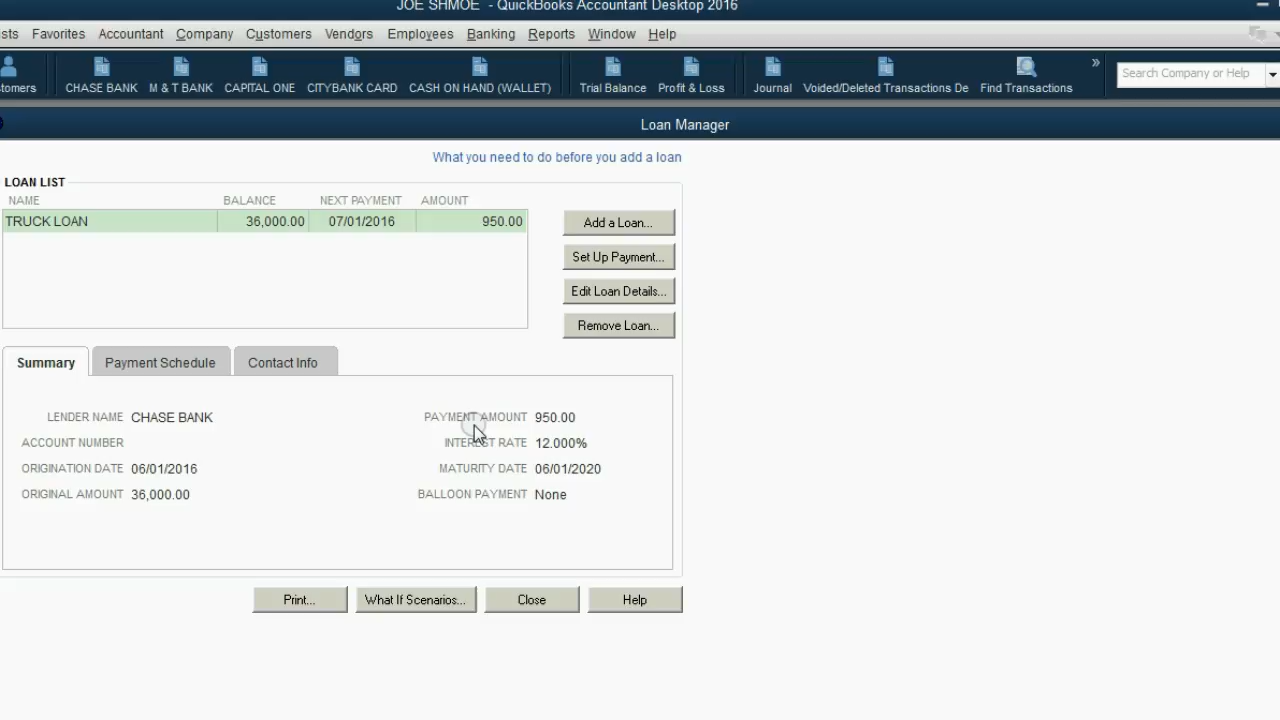 JOE SHMOE - QuickBooks Accountant Desktop 2016
sts Favorites Accountant Company Customers Vendors Employees Banking Reports Window Help
tomers CHASE BANK M & T BANK CAPITAL ONE CITYBANK CARD CASH ON HAND (WALLET) Trial Balance Profit & Loss Journal Voided/Deleted Transactions De Find Transactions » Search Company or Help
Loan Manager
What you need to do before you add a loan
LOAN LIST
NAME BALANCE NEXT PAYMENT AMOUNT
TRUCK LOAN 36,000.00 07/01/2016 950.00
Add a Loan...
Set Up Payment...
Edit Loan Details...
Remove Loan...
Summary Payment Schedule Contact Info
LENDER NAME CHASE BANK PAYMENT AMOUNT 950.00
ACCOUNT NUMBER INTEREST RATE 12.000%
ORIGINATION DATE 06/01/2016 MATURITY DATE 06/01/2020
ORIGINAL AMOUNT 36,000.00 BALLOON PAYMENT None
Print... What If Scenarios... Close Help